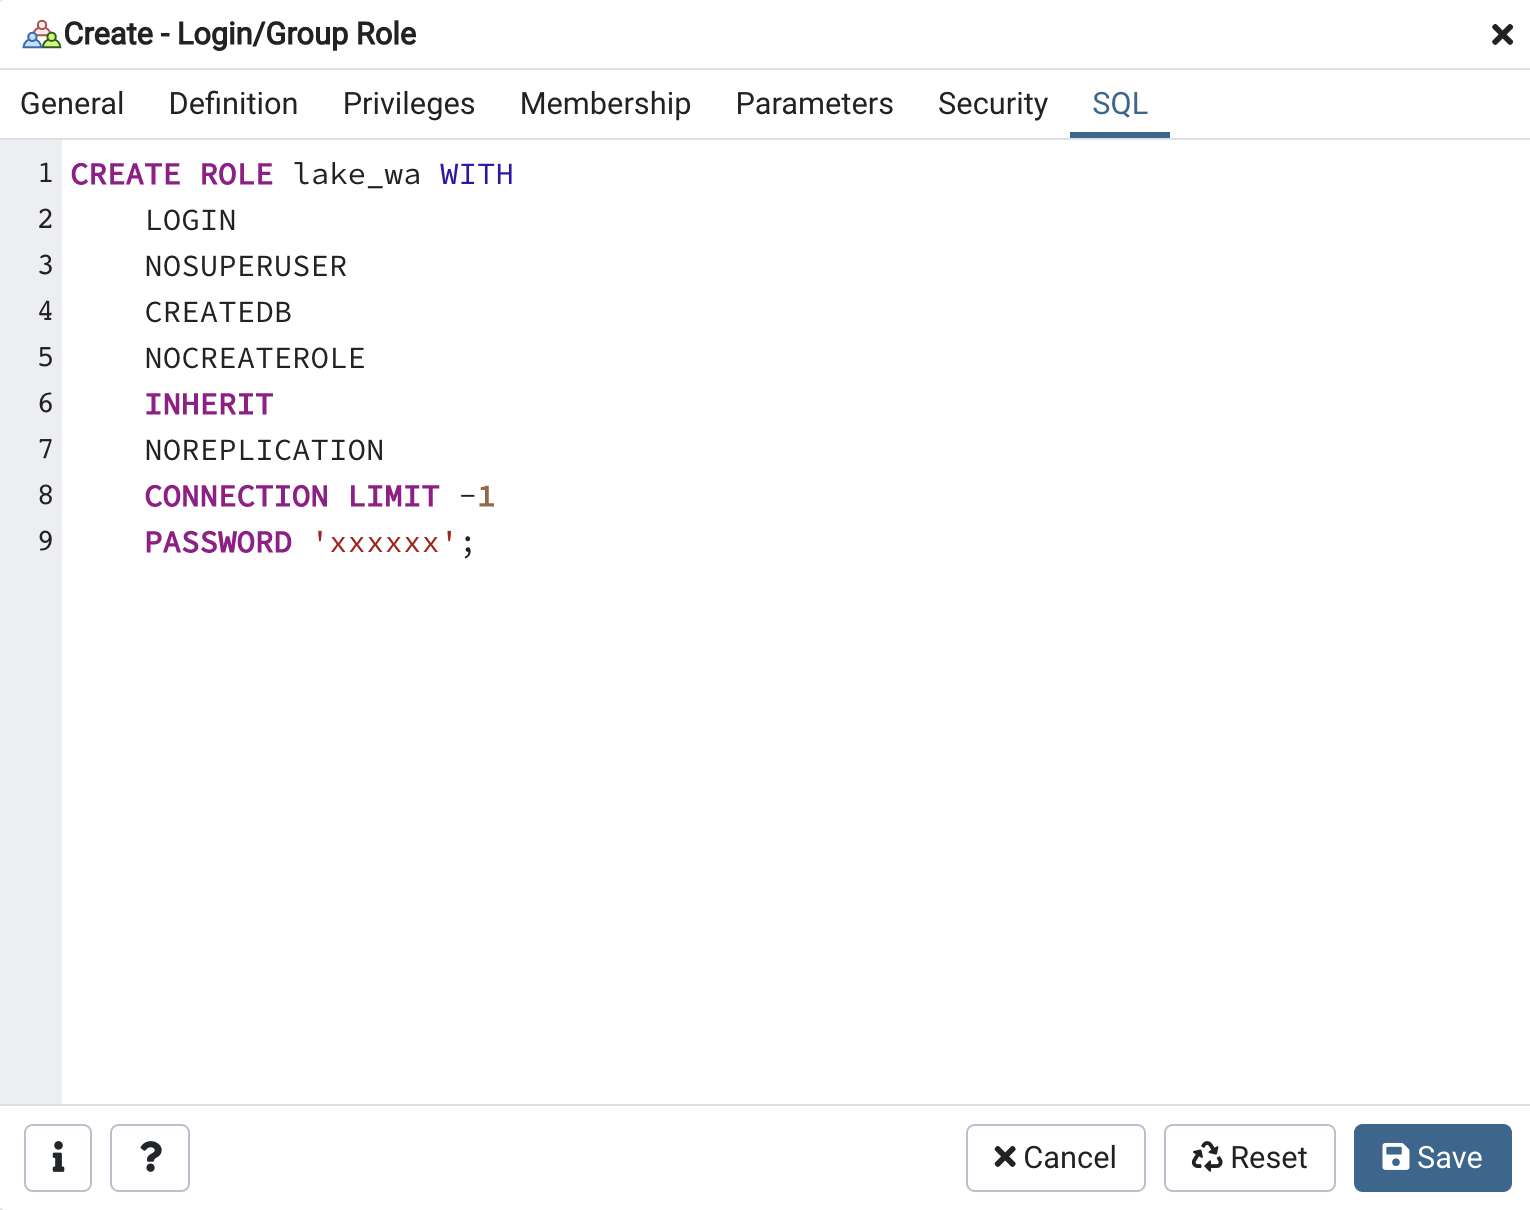 Create - Login/Group Role
General Definition Privileges Membership Parameters Security SQL
1 CREATE ROLE lake_wa WITH
2 LOGIN
3 NOSUPERUSER
4 CREATEDB
5 NOCREATEROLE
6 INHERIT
7 NOREPLICATION
8 CONNECTION LIMIT -1
9 PASSWORD 'xxxxxx';
i ? Cancel Reset Save